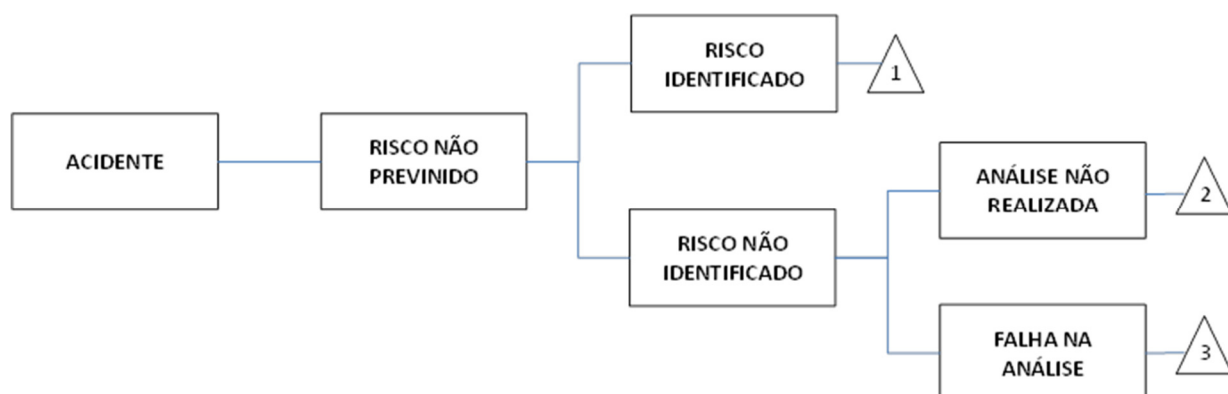 ACIDENTE
RISCO NÃO
PREVINIDO
RISCO
IDENTIFICADO
1
RISCO NÃO
IDENTIFICADO
ANÁLISE NÃO
REALIZADA
2
FALHA NA
ANÁLISE
3